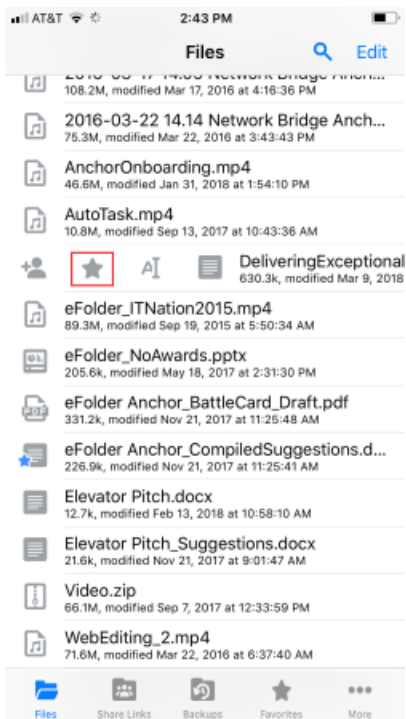 AT&T
2:43 PM
Files
Edit
2016-03-17 14.03 Network Bridge Anch...
108.2M, modified Mar 17, 2016 at 4:16:36 PM
2016-03-22 14.14 Network Bridge Anch...
75.3M, modified Mar 22, 2016 at 3:43:43 PM
AnchorOnboarding.mp4
46.6M, modified Jan 31, 2018 at 1:54:10 PM
AutoTask.mp4
10.8M, modified Sep 13, 2017 at 10:43:36 AM
A
DeliveringExceptional
630.3k, modified Mar 9, 2018
eFolder_ITNation2015.mp4
89.3M, modified Sep 19, 2015 at 5:50:34 AM
eFolder_NoAwards.pptx
205.6k, modified May 18, 2017 at 2:31:30 PM
PDF
eFolder Anchor_BattleCard_Draft.pdf
331.2k, modified Nov 21, 2017 at 11:25:48 AM
eFolder Anchor_CompiledSuggestions.d...
226.9k, modified Nov 21, 2017 at 11:25:41 AM
Elevator Pitch.docx
12.7k, modified Feb 13, 2018 at 10:58:10 AM
Elevator Pitch_Suggestions.docx
21.6k, modified Nov 21, 2017 at 9:01:47 AM
Video.zip
66.1M, modified Sep 7, 2017 at 12:33:59 PM
WebEditing_2.mp4
71.6M, modified Mar 22, 2016 at 6:37:40 AM
Files
Share Links
Backups
Favorites
More